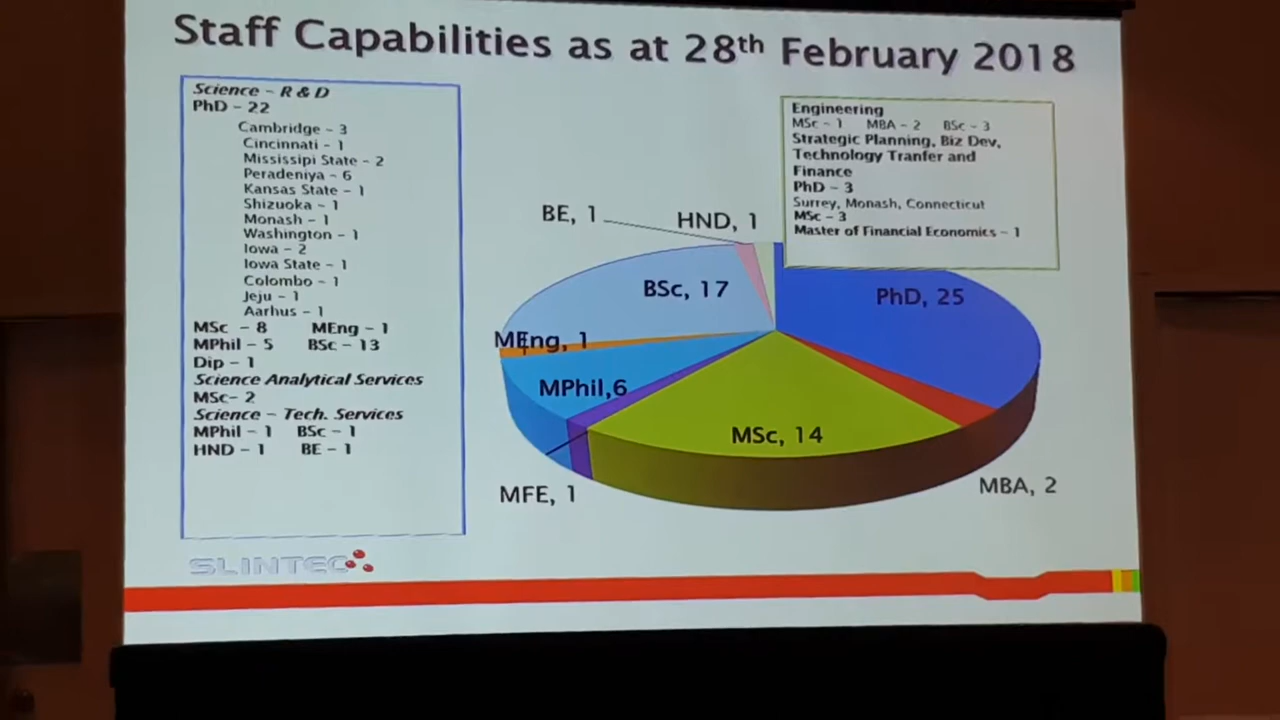 Staff Capabilities as at 28th February 2018
Science - R & D
PhD - 22
Cambridge - 3
Cincinnati - 1
Mississipi State - 2
Peradeniya - 6
Kansas State - 1
Shizuoka - 1
Monash - 1
Washington - 1
Iowa - 2
Iowa State - 1
Colombo - 1
Jeju - 1
Aarhus - 1
MSc - 8 MEng - 1
MPhil - 5 BSc - 13
Dip - 1
Science Analytical Services
MSc- 2
Science - Tech. Services
MPhil - 1 BSc - 1
HND - 1 BE - 1
Engineering
MSc - 1 MBA - 2 BSc - 3
Strategic Planning, Biz Dev,
Technology Tranfer and
Finance
PhD - 3
Surrey, Monash, Connecticut
MSc - 3
Master of Financial Economics - 1
BE, 1
HND, 1
BSc, 17
PhD, 25
MEng, 1
MPhil,6
MSc, 14
MFE, 1
MBA, 2
SLINTEC